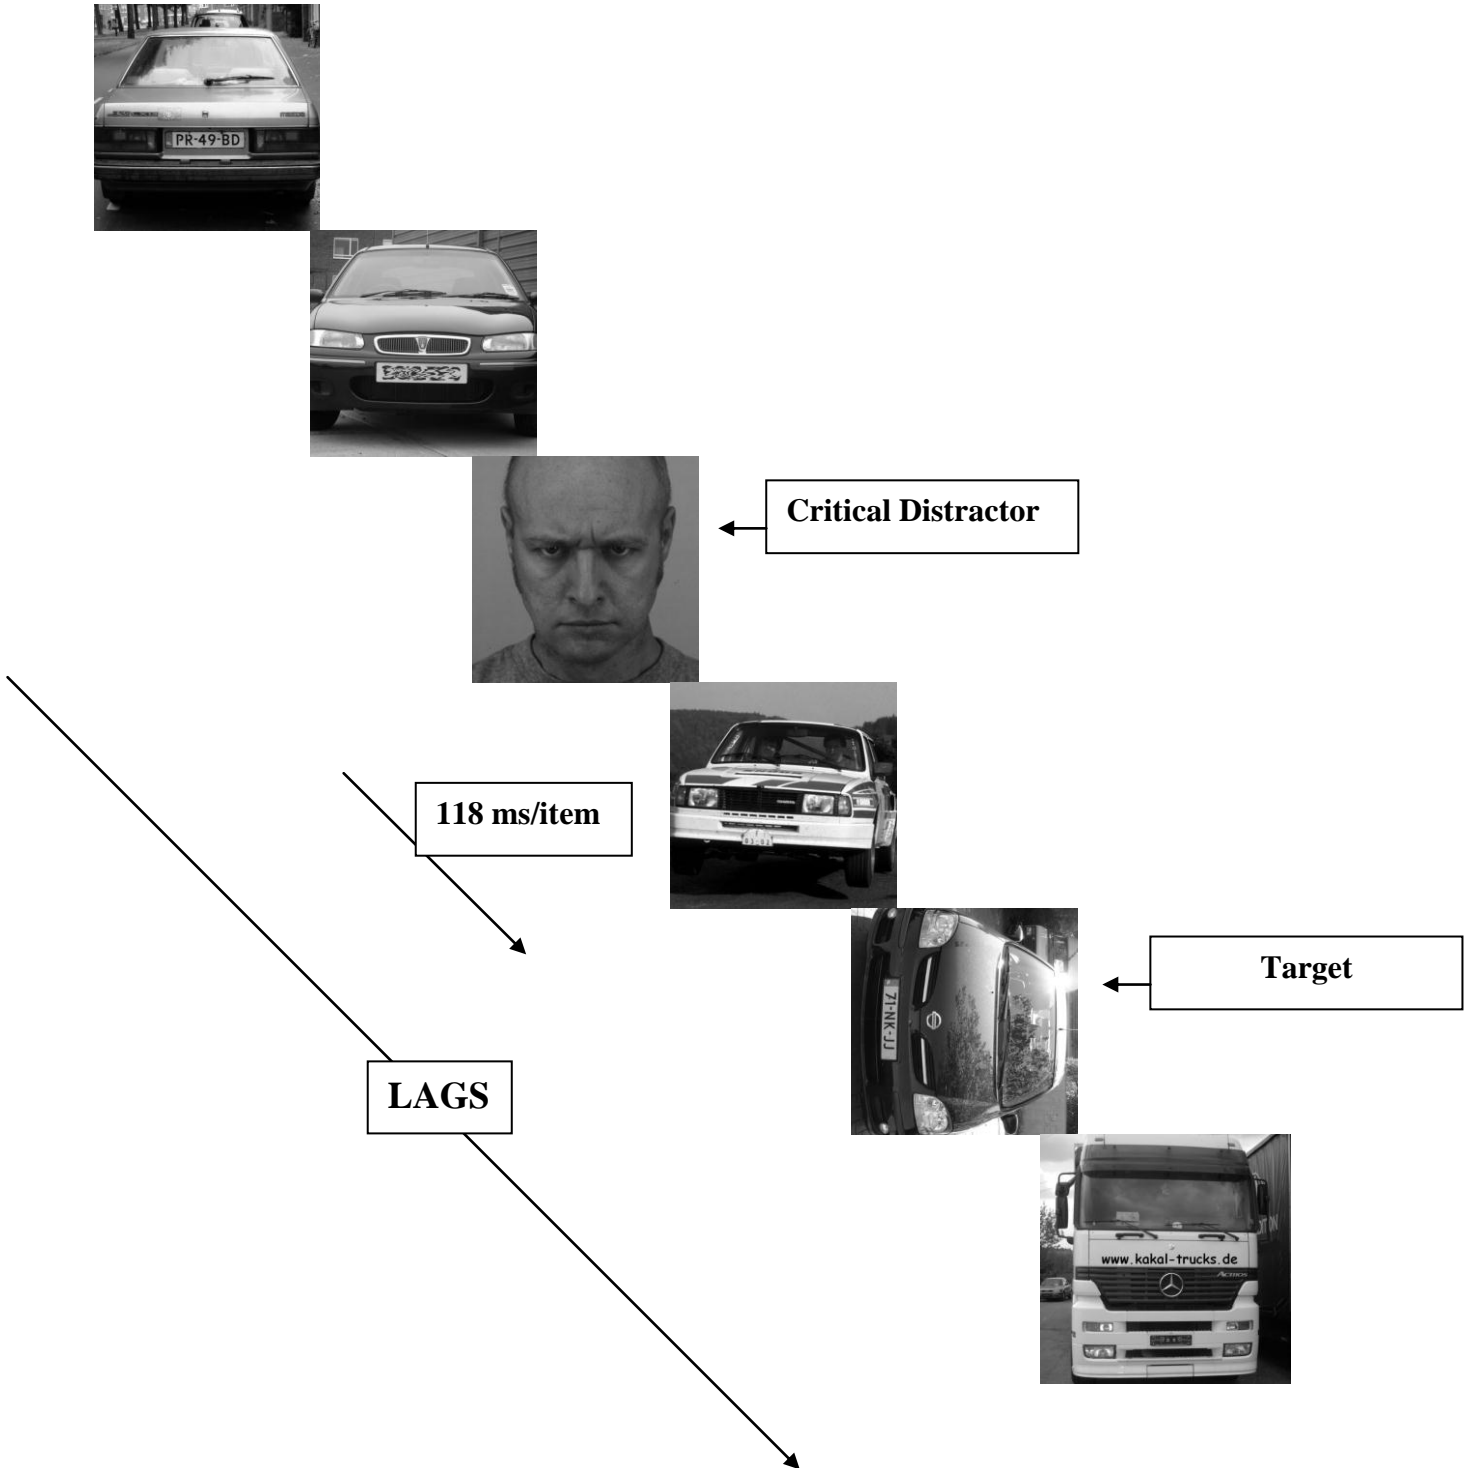 PR-49-BD
Critical Distractor
118 ms/item
71-NK-JJ
Target
LAGS
www.kakal-trucks.de
ACTROS